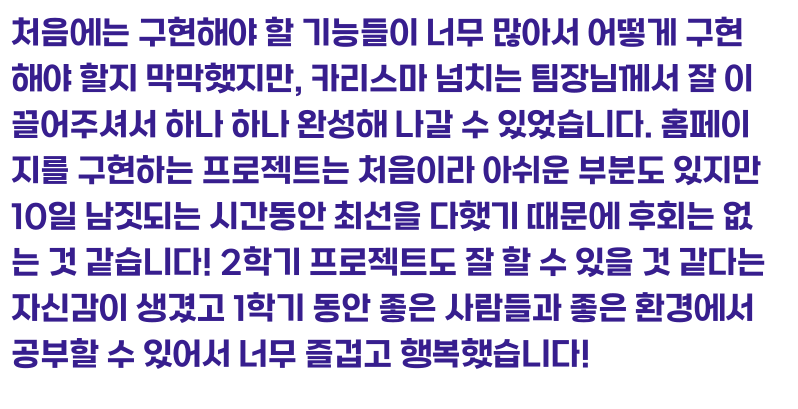 처음에는 구현해야 할 기능들이 너무 많아서 어떻게 구현
해야 할지 막막했지만, 카리스마 넘치는 팀장님께서 잘 이
끌어주셔서 하나 하나 완성해 나갈 수 있었습니다. 홈페이
지를 구현하는 프로젝트는 처음이라 아쉬운 부분도 있지만
10일 남짓되는 시간동안 최선을 다했기 때문에 후회는 없
는 것 같습니다! 2학기 프로젝트도 잘 할 수 있을 것 같다는
자신감이 생겼고 1학기 동안 좋은 사람들과 좋은 환경에서
공부할 수 있어서 너무 즐겁고 행복했습니다!